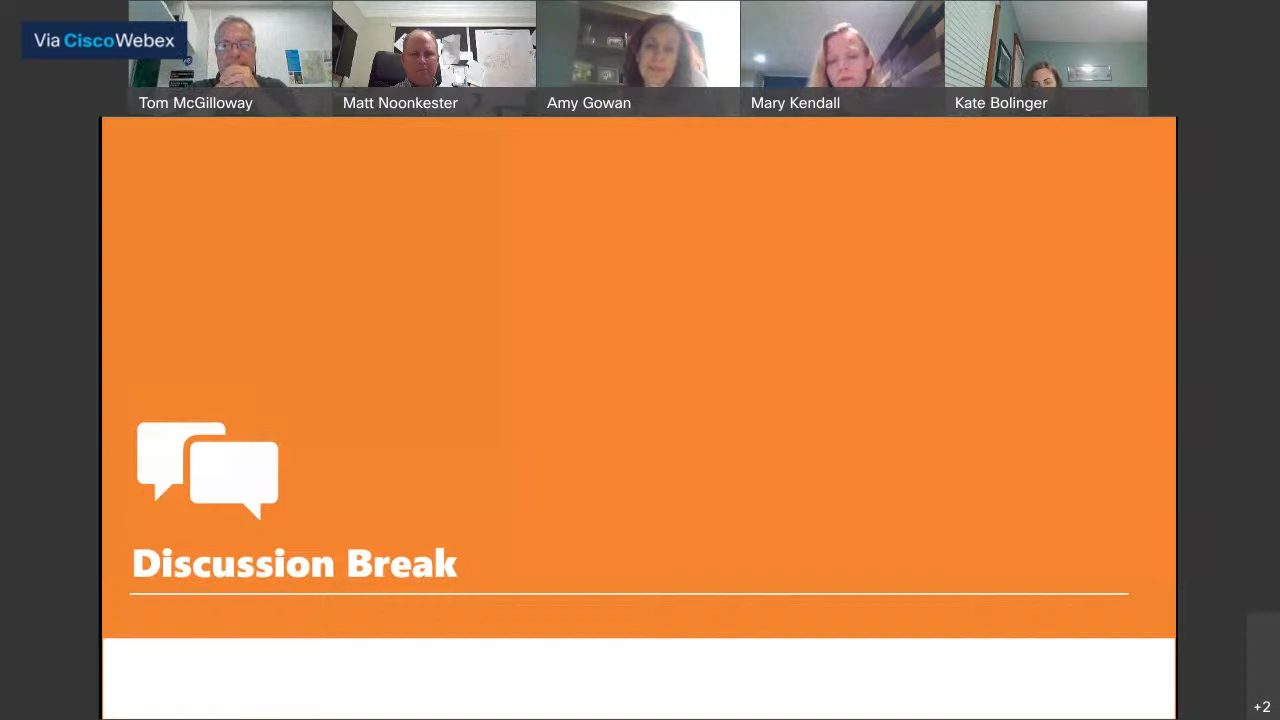 Via CiscoWebex
Tom McGilloway
Matt Noonkester
Amy Gowan
Mary Kendall
Kate Bolinger
Discussion Break
+2